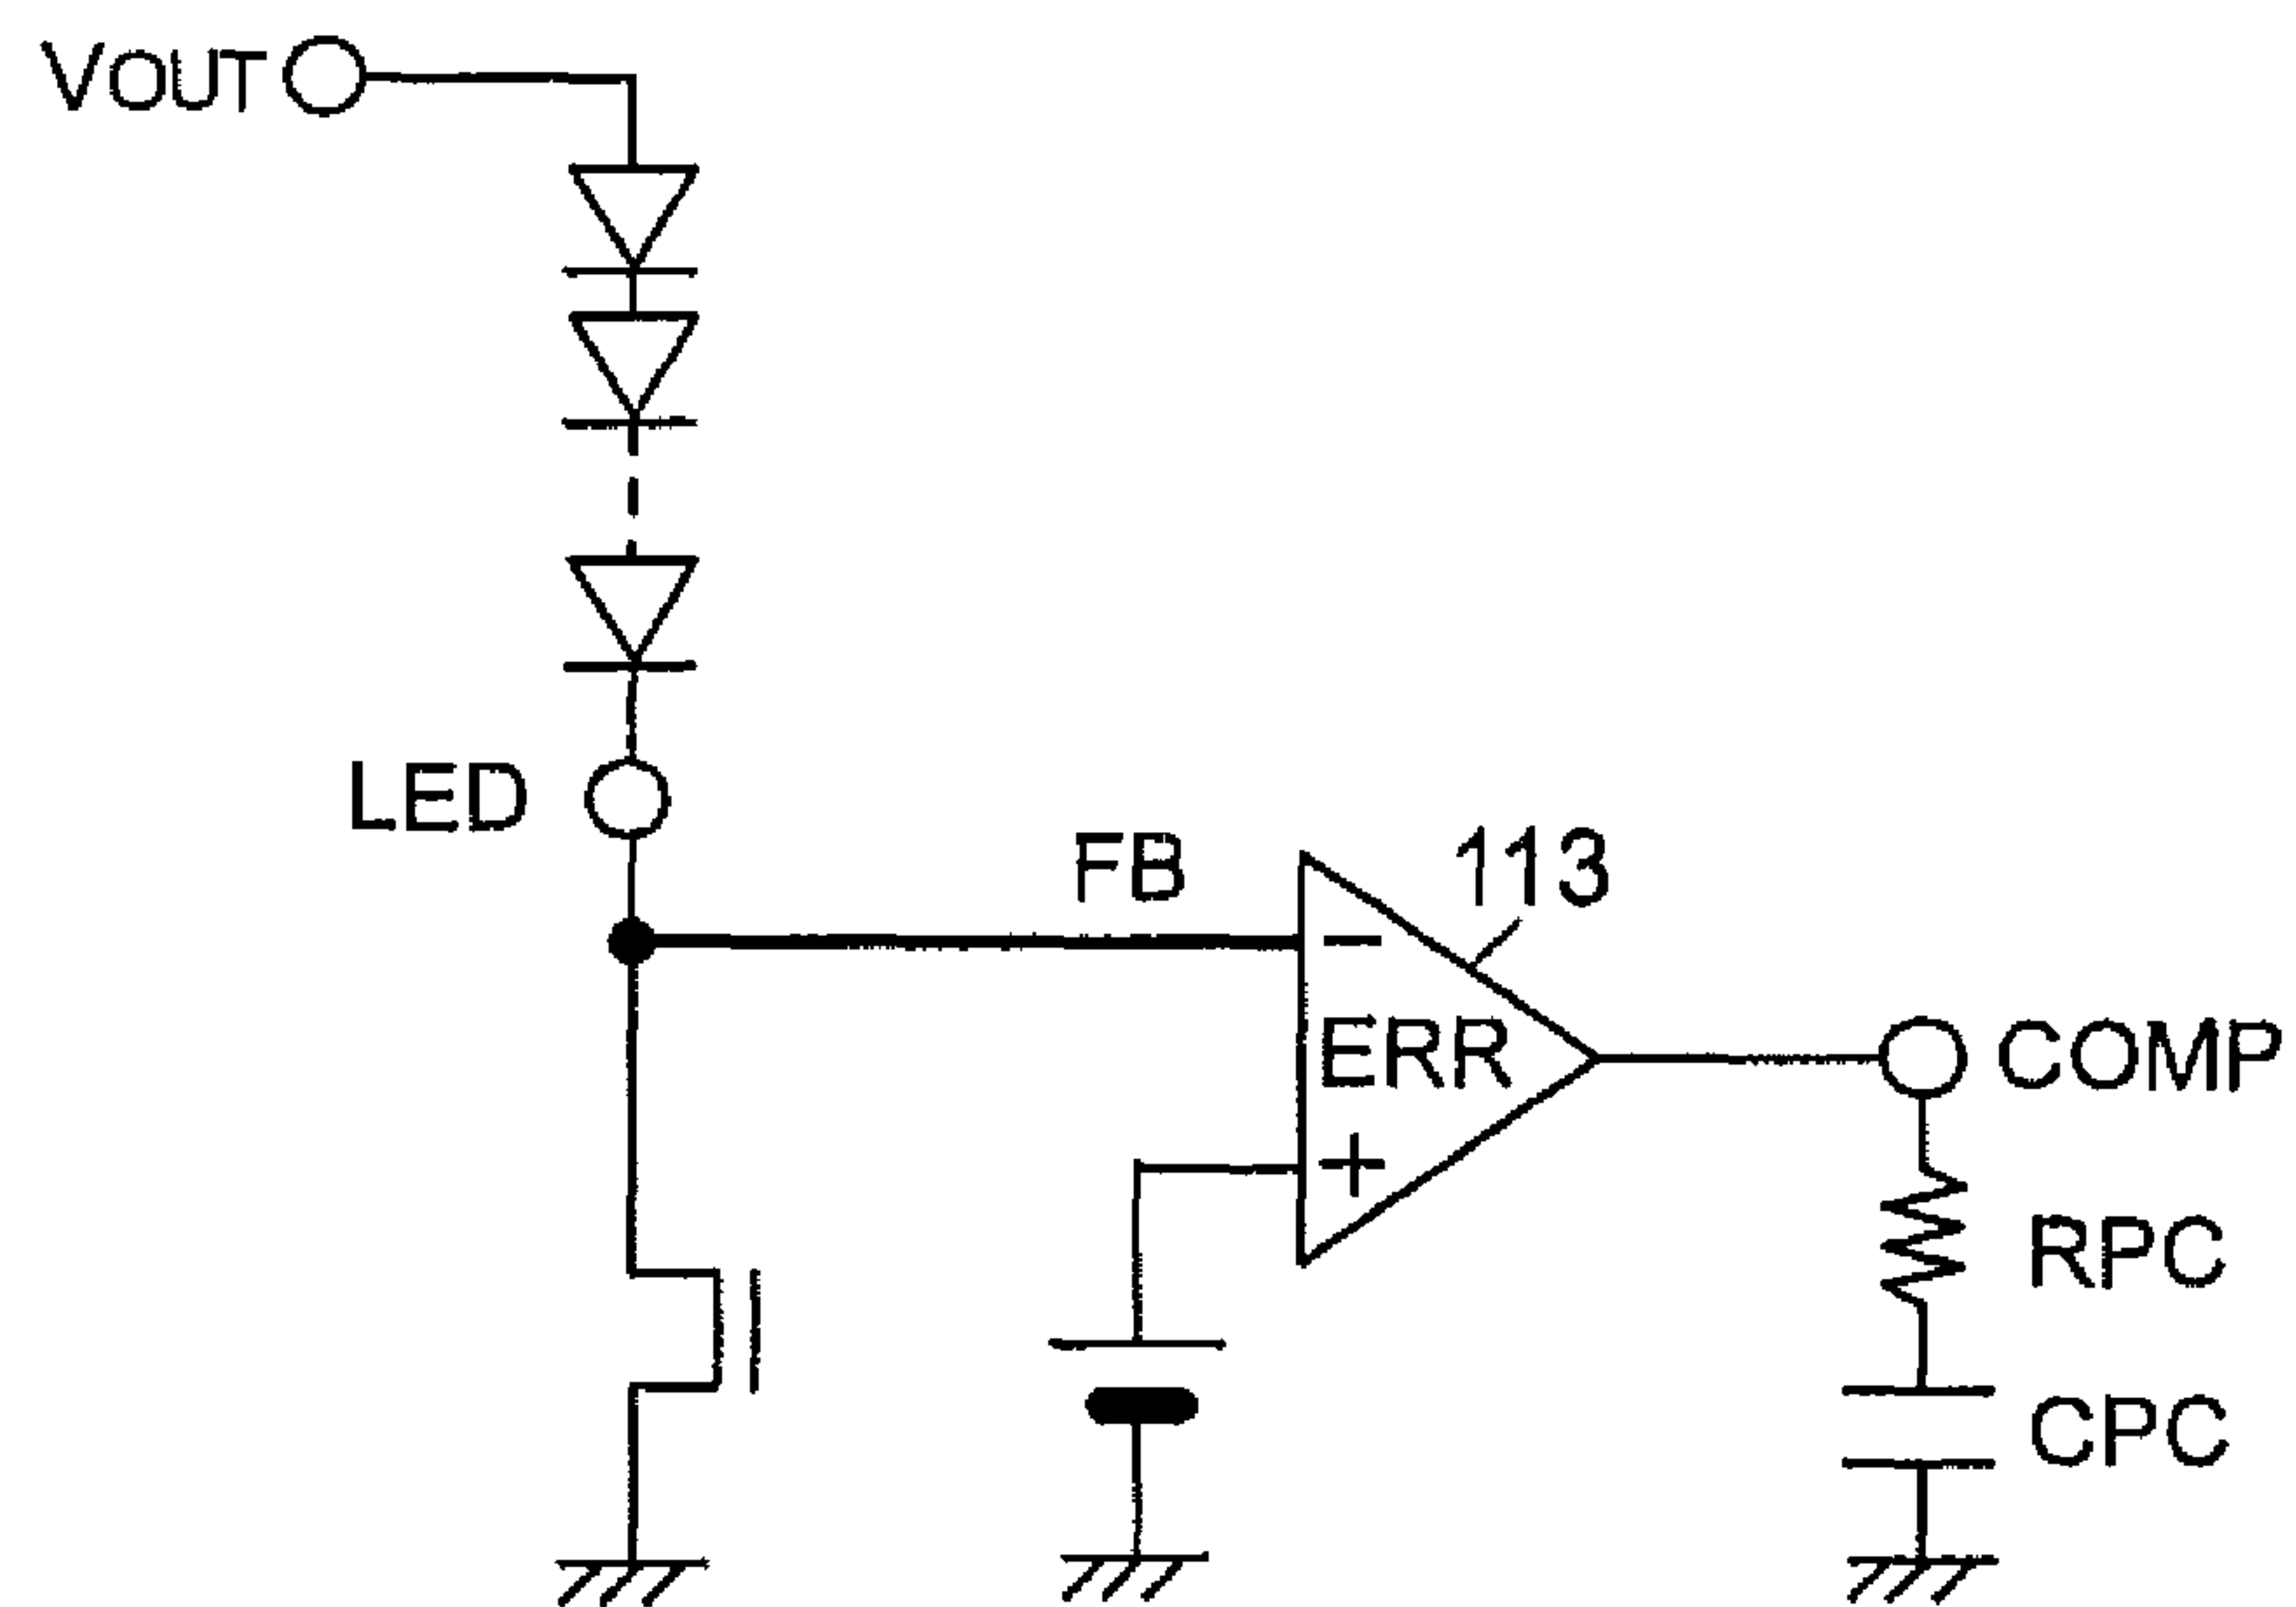 VOUT
LED
FB
113
−
ERR
+
COMP
RPC
CPC